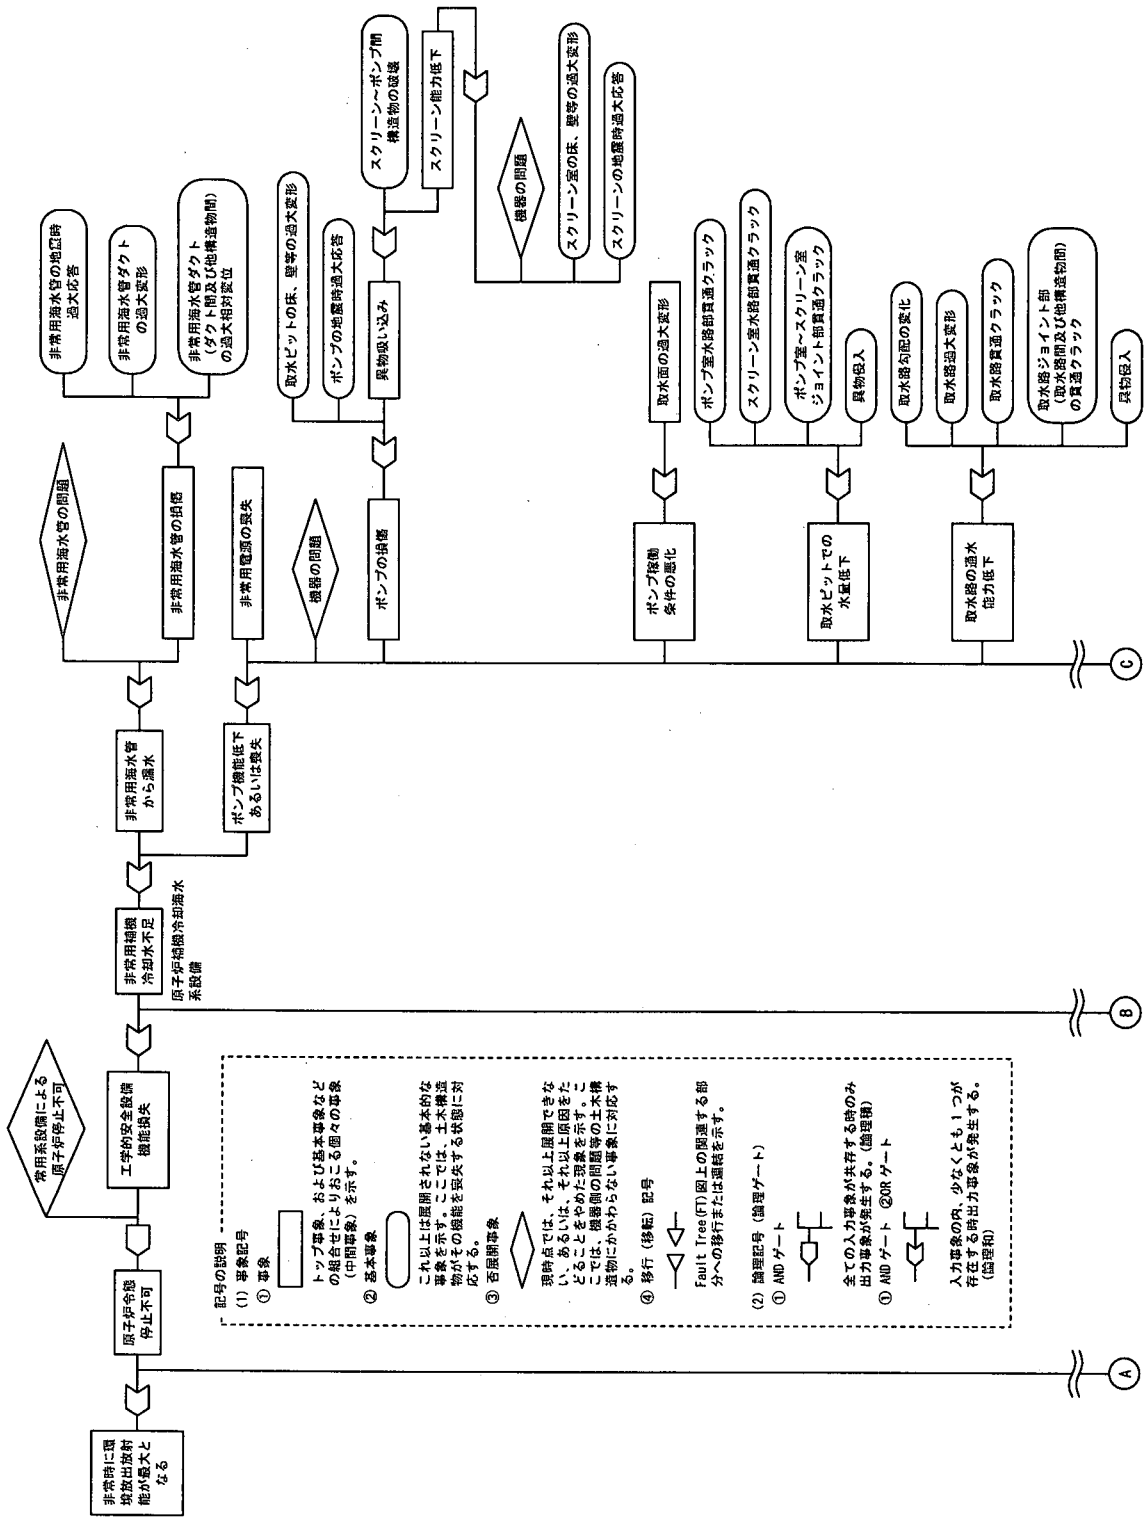 非常時に環
境放出放射
能が最大と
なる
原子炉冷態
停止不可
常用系設備による
原子炉停止不可
工学的安全設備
機能損失
非常用補機
冷却水不足
原子炉補機冷却海水
系設備
非常用海水管
から漏水
ポンプ機能低下
あるいは喪失
非常用海水管の問題
非常用海水管の損傷
非常用海水管の地震時
過大応答
非常用海水管ダクト
の過大変形
非常用海水管ダクト
(ダクト間及び他構造物間)
の過大相対変位
非常用電源の喪失
機器の問題
ポンプの損傷
取水ピットの床、壁等の過大変形
ポンプの地震時過大応答
異物吸い込み
スクリーン~ポンプ間
構造物の破壊
スクリーン能力低下
機器の問題
スクリーン室の床、壁等の過大変形
スクリーンの地震時過大応答
ポンプ稼働
条件の悪化
取水面の過大変形
取水ピットでの
水量低下
ポンプ室水路部貫通クラック
スクリーン室水路部貫通クラック
ポンプ室~スクリーン室
ジョイント部貫通クラック
異物侵入
取水路の通水
能力低下
取水路勾配の変化
取水路過大変形
取水路貫通クラック
取水路ジョイント部
(取水路間及び他構造物間)
の貫通クラック
異物侵入
A
B
C
記号の説明
(1) 事象記号
① 事象
トップ事象、および基本事象など
の組合せによりおこる個々の事象
(中間事象)を示す。
② 基本事象
これ以上は展開されない基本的な
事象を示す。ここでは、土木構造
物がその機能を喪失する状態に対
応する。
③ 否展開事象
現時点では、それ以上展開できな
い、あるいは、それ以上原因をた
どることをやめた現象を示す。こ
こでは、機器側の問題等の土木構
造物にかかわらない事象に対応す
る。
④ 移行(移転)記号
Fault Tree(FT)図上の関連する部
分への移行または連結を示す。
(2) 論理記号(論理ゲート)
① ANDゲート
全ての入力事象が共存する時のみ
出力事象が発生する。(論理積)
① ANDゲート ②ORゲート
入力事象の内、少なくとも1つが
存在する時出力事象が発生する。
(論理和)